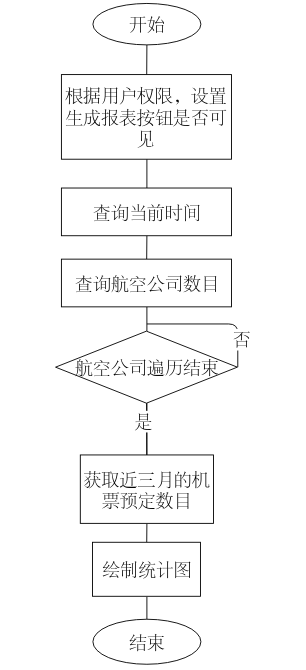 开始
根据用户权限，设置
生成报表按钮是否可
见
查询当前时间
查询航空公司数目
否
航空公司遍历结束
是
获取近三月的机
票预定数目
绘制统计图
结束